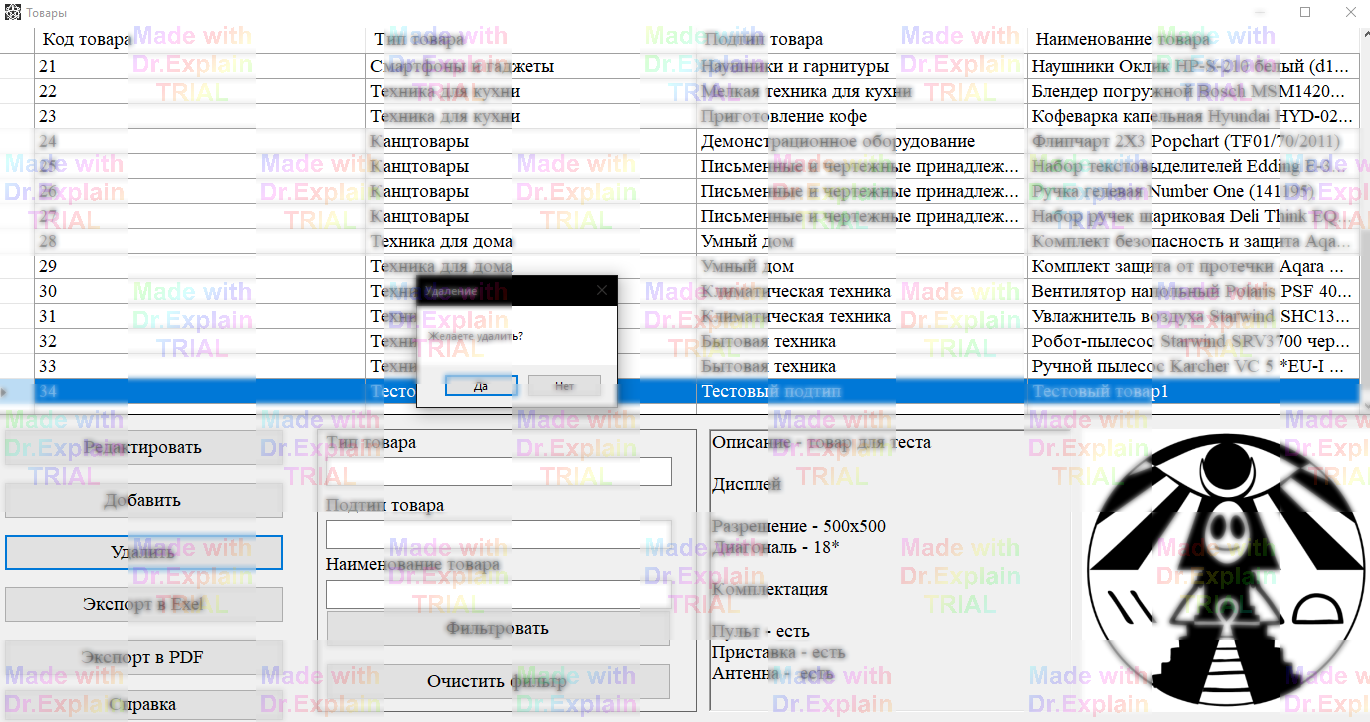 Товары
Код товара Тип товара Подтип товара Наименование товара
21 Смартфоны и гаджеты Наушники и гарнитуры Наушники Оклик HP-S-210 белый (d1...
22 Техника для кухни Мелкая техника для кухни Блендер погружной Bosch MSM1420...
23 Техника для кухни Приготовление кофе Кофеварка капельная Hyundai HYD-02...
24 Канцтовары Демонстрационное оборудование Флипчарт 2X3 Popchart (TF01/70/2011)
25 Канцтовары Письменные и чертежные принадлеж... Набор текстовыделителей Edding E-3...
26 Канцтовары Письменные и чертежные принадлеж... Ручка гелевая Number One (141195)
27 Канцтовары Письменные и чертежные принадлеж... Набор ручек шариковая Deli Think EQ...
28 Техника для дома Умный дом Комплект безопасность и защита Aqa...
29 Техника для дома Умный дом Комплект защита от протечки Aqara ...
30 Техни Климатическая техника Вентилятор напольный Polaris PSF 40...
31 Техни Климатическая техника Увлажнитель воздуха Starwind SHC13...
32 Техни Бытовая техника Робот-пылесос Starwind SRV3700 чер...
33 Техни Бытовая техника Ручной пылесос Karcher VC 5 *EU-I ...
34 Тесто Тестовый подтип Тестовый товар1
Удаление
Желаете удалить?
Да Нет
Редактировать
Добавить
Удалить
Экспорт в Exel
Экспорт в PDF
Справка
Тип товара
Подтип товара
Наименование товара
Фильтровать
Очистить фильтр
Описание - товар для теста
Дисплей
Разрешение - 500x500
Диагональ - 18*
Комплектация
Пульт - есть
Приставка - есть
Антенна - есть
Made with
Dr.Explain
TRIAL